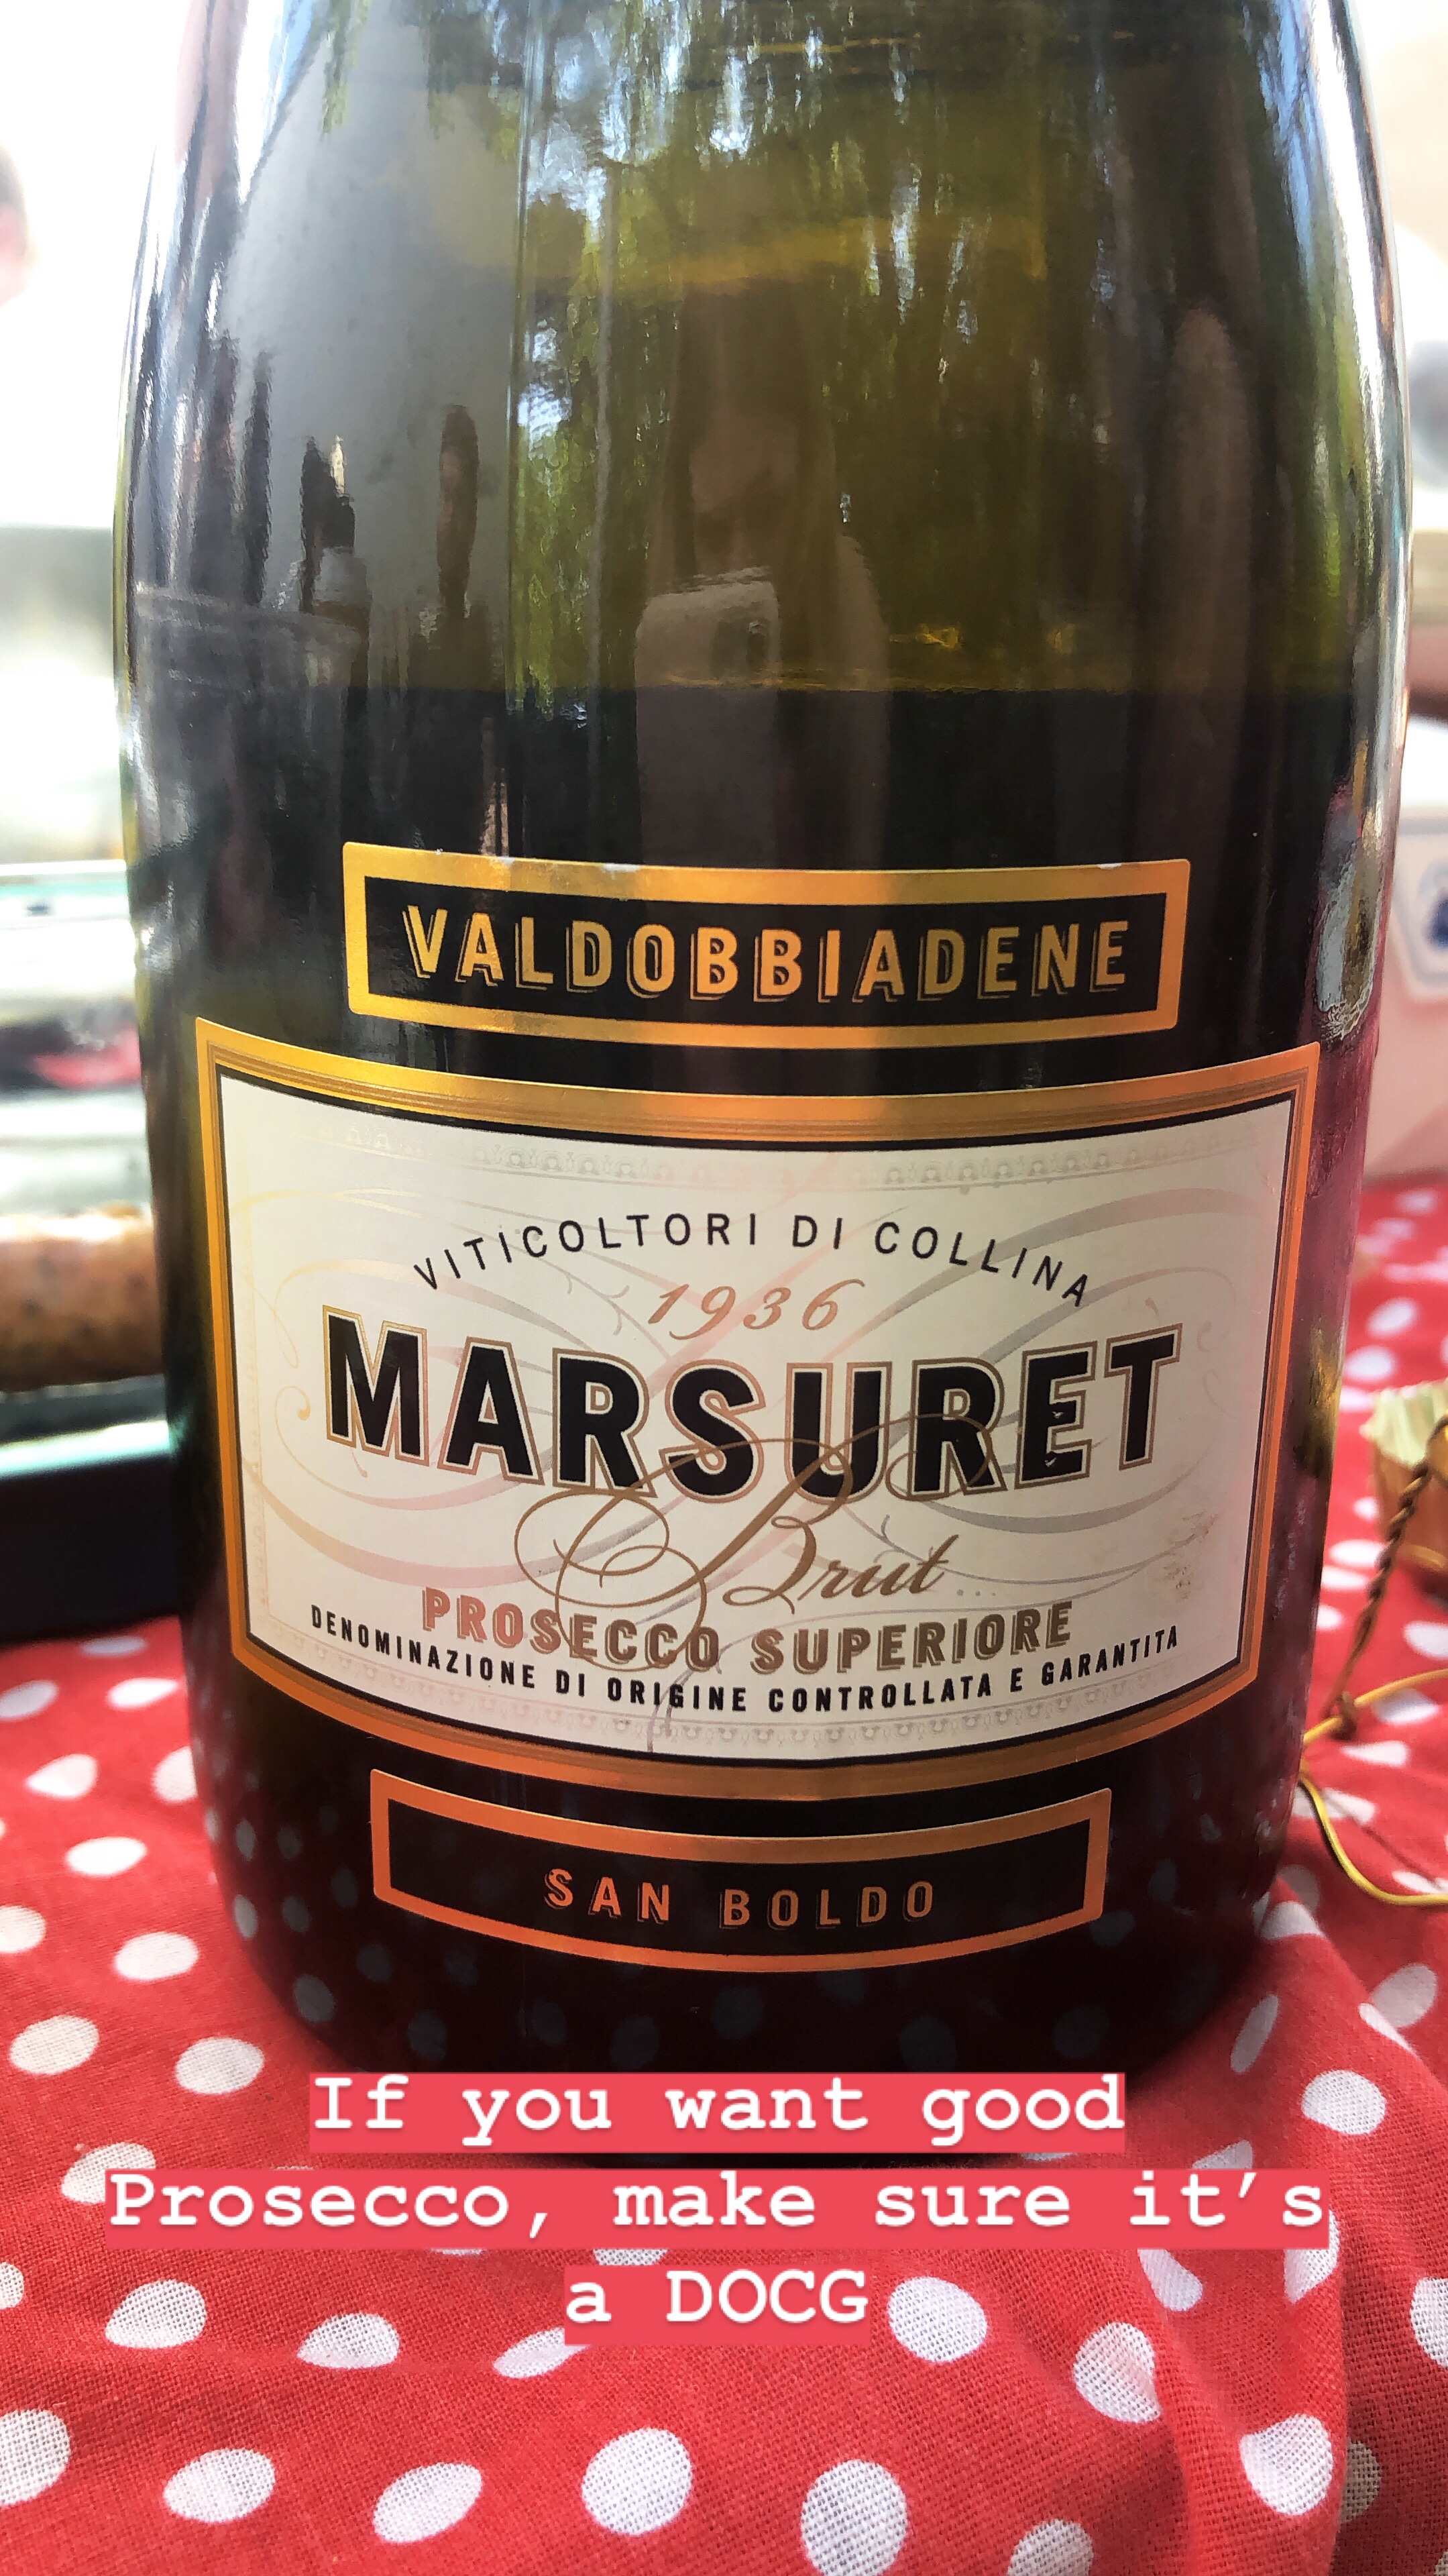 VALDOBBIADENE
VITICOLTORI DI COLLINA
1936
MARSURET
Brut
PROSECCO SUPERIORE
DENOMINAZIONE DI ORIGINE CONTROLLATA E GARANTITA
SAN BOLDO
If you want good
Prosecco, make sure it’s
a DOCG